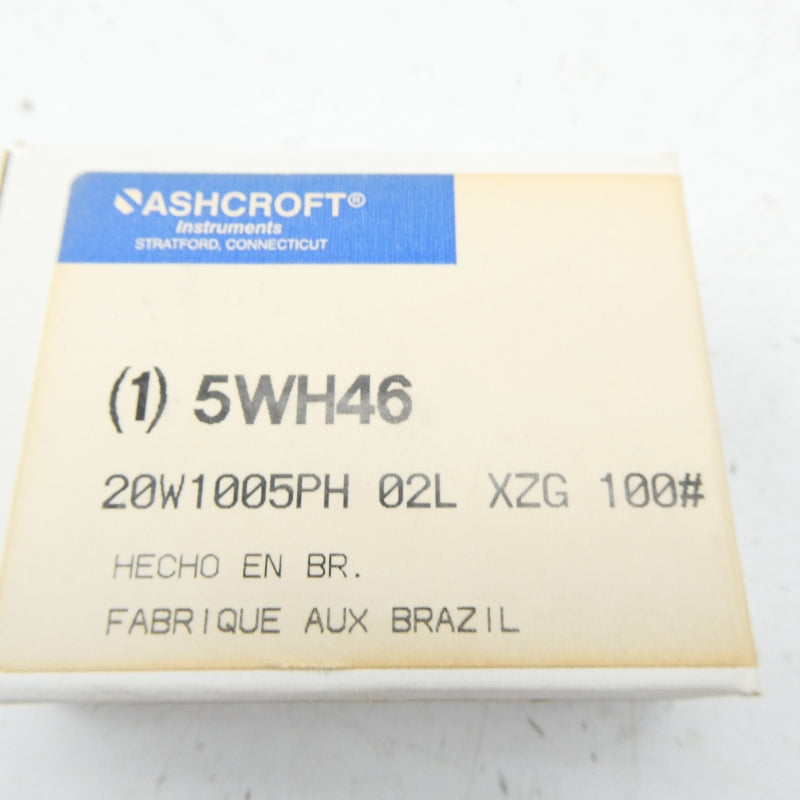 ASHCROFT®
Instruments
STRATFORD, CONNECTICUT
(1) 5WH46
20W1005PH 02L XZG 100#
HECHO EN BR.
FABRIQUE AUX BRAZIL